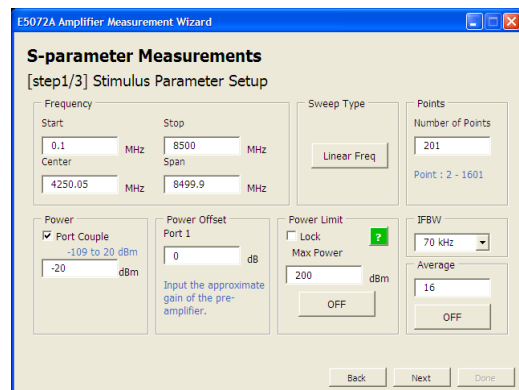 E5072A Amplifier Measurement Wizard
S-parameter Measurements
[step1/3] Stimulus Parameter Setup
Frequency
Start
Stop
0.1 MHz
8500 MHz
Center
Span
4250.05 MHz
8499.9 MHz
Sweep Type
Linear Freq
Points
Number of Points
201
Point : 2 - 1601
Power
Port Couple
-109 to 20 dBm
-20 dBm
Power Offset
Port 1
0 dB
Input the approximate
gain of the pre-
amplifier.
Power Limit
Lock
?
Max Power
200 dBm
OFF
IFBW
70 kHz
Average
16
OFF
Back
Next
Done